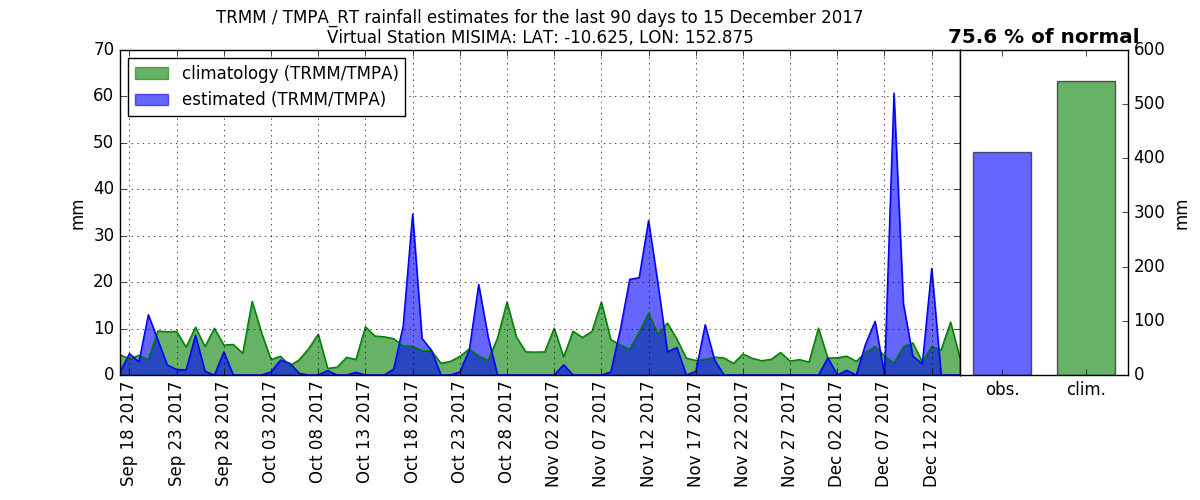 TRMM / TMPA_RT rainfall estimates for the last 90 days to 15 December 2017
Virtual Station MISIMA: LAT: -10.625, LON: 152.875
75.6 % of normal
climatology (TRMM/TMPA)
estimated (TRMM/TMPA)
mm
70
60
50
40
30
20
10
0
Sep 18 2017
Sep 23 2017
Sep 28 2017
Oct 03 2017
Oct 08 2017
Oct 13 2017
Oct 18 2017
Oct 23 2017
Oct 28 2017
Nov 02 2017
Nov 07 2017
Nov 12 2017
Nov 17 2017
Nov 22 2017
Nov 27 2017
Dec 02 2017
Dec 07 2017
Dec 12 2017
obs.
clim.
600
500
400
300
200
100
0
mm